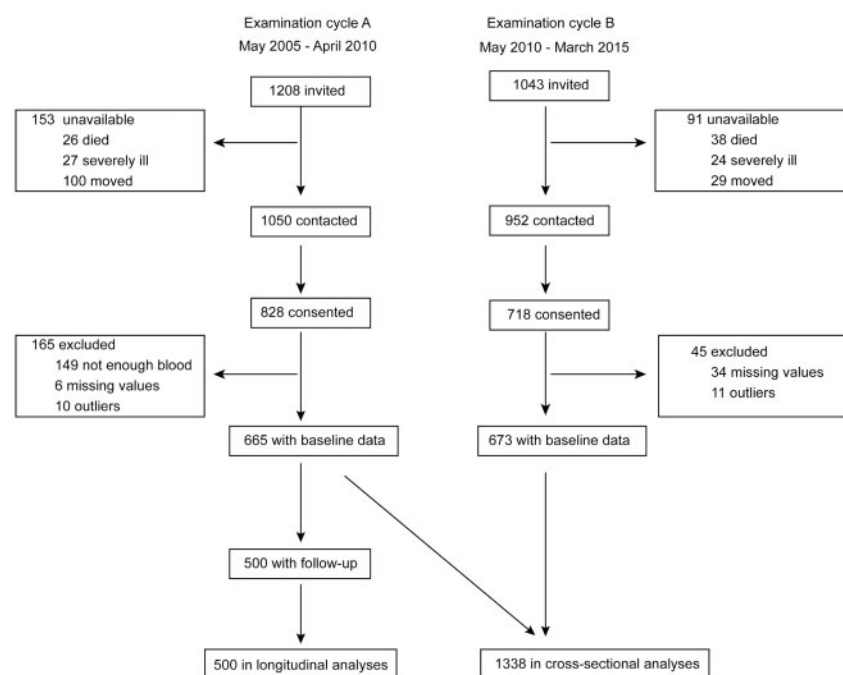 Examination cycle A
May 2005 - April 2010
1208 invited
153 unavailable
26 died
27 severely ill
100 moved
1050 contacted
828 consented
165 excluded
149 not enough blood
6 missing values
10 outliers
665 with baseline data
500 with follow-up
500 in longitudinal analyses
Examination cycle B
May 2010 - March 2015
1043 invited
91 unavailable
38 died
24 severely ill
29 moved
952 contacted
718 consented
45 excluded
34 missing values
11 outliers
673 with baseline data
1338 in cross-sectional analyses